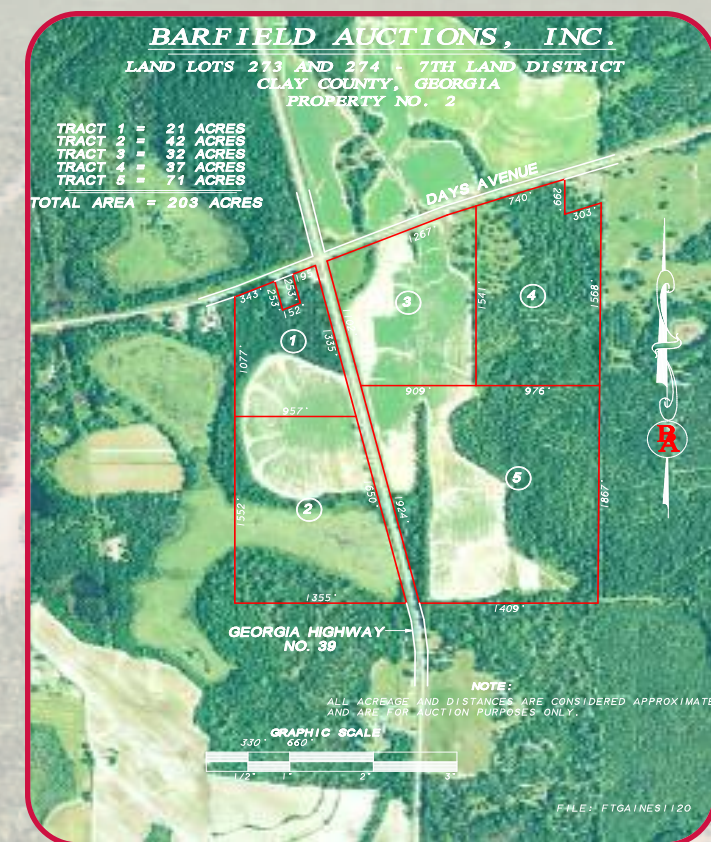 BARFIELD AUCTIONS, INC.
LAND LOTS 273 AND 274 - 7TH LAND DISTRICT
CLAY COUNTY, GEORGIA
PROPERTY NO. 2
TRACT 1 = 21 ACRES
TRACT 2 = 42 ACRES
TRACT 3 = 32 ACRES
TRACT 4 = 37 ACRES
TRACT 5 = 71 ACRES
TOTAL AREA = 203 ACRES
DAYS AVENUE
740'
299'
303'
1267'
343'
253'
253'
152'
1077'
1
1335'
3
1541'
4
1568'
909'
976'
957'
1552'
2
1650'
1924'
5
1867'
1355'
1409'
BA
GEORGIA HIGHWAY
NO. 39
NOTE:
ALL ACREAGE AND DISTANCES ARE CONSIDERED APPROXIMATE
AND ARE FOR AUCTION PURPOSES ONLY.
GRAPHIC SCALE
330' 660'
1/2" 1" 2" 3"
FILE: FTGAINES1120